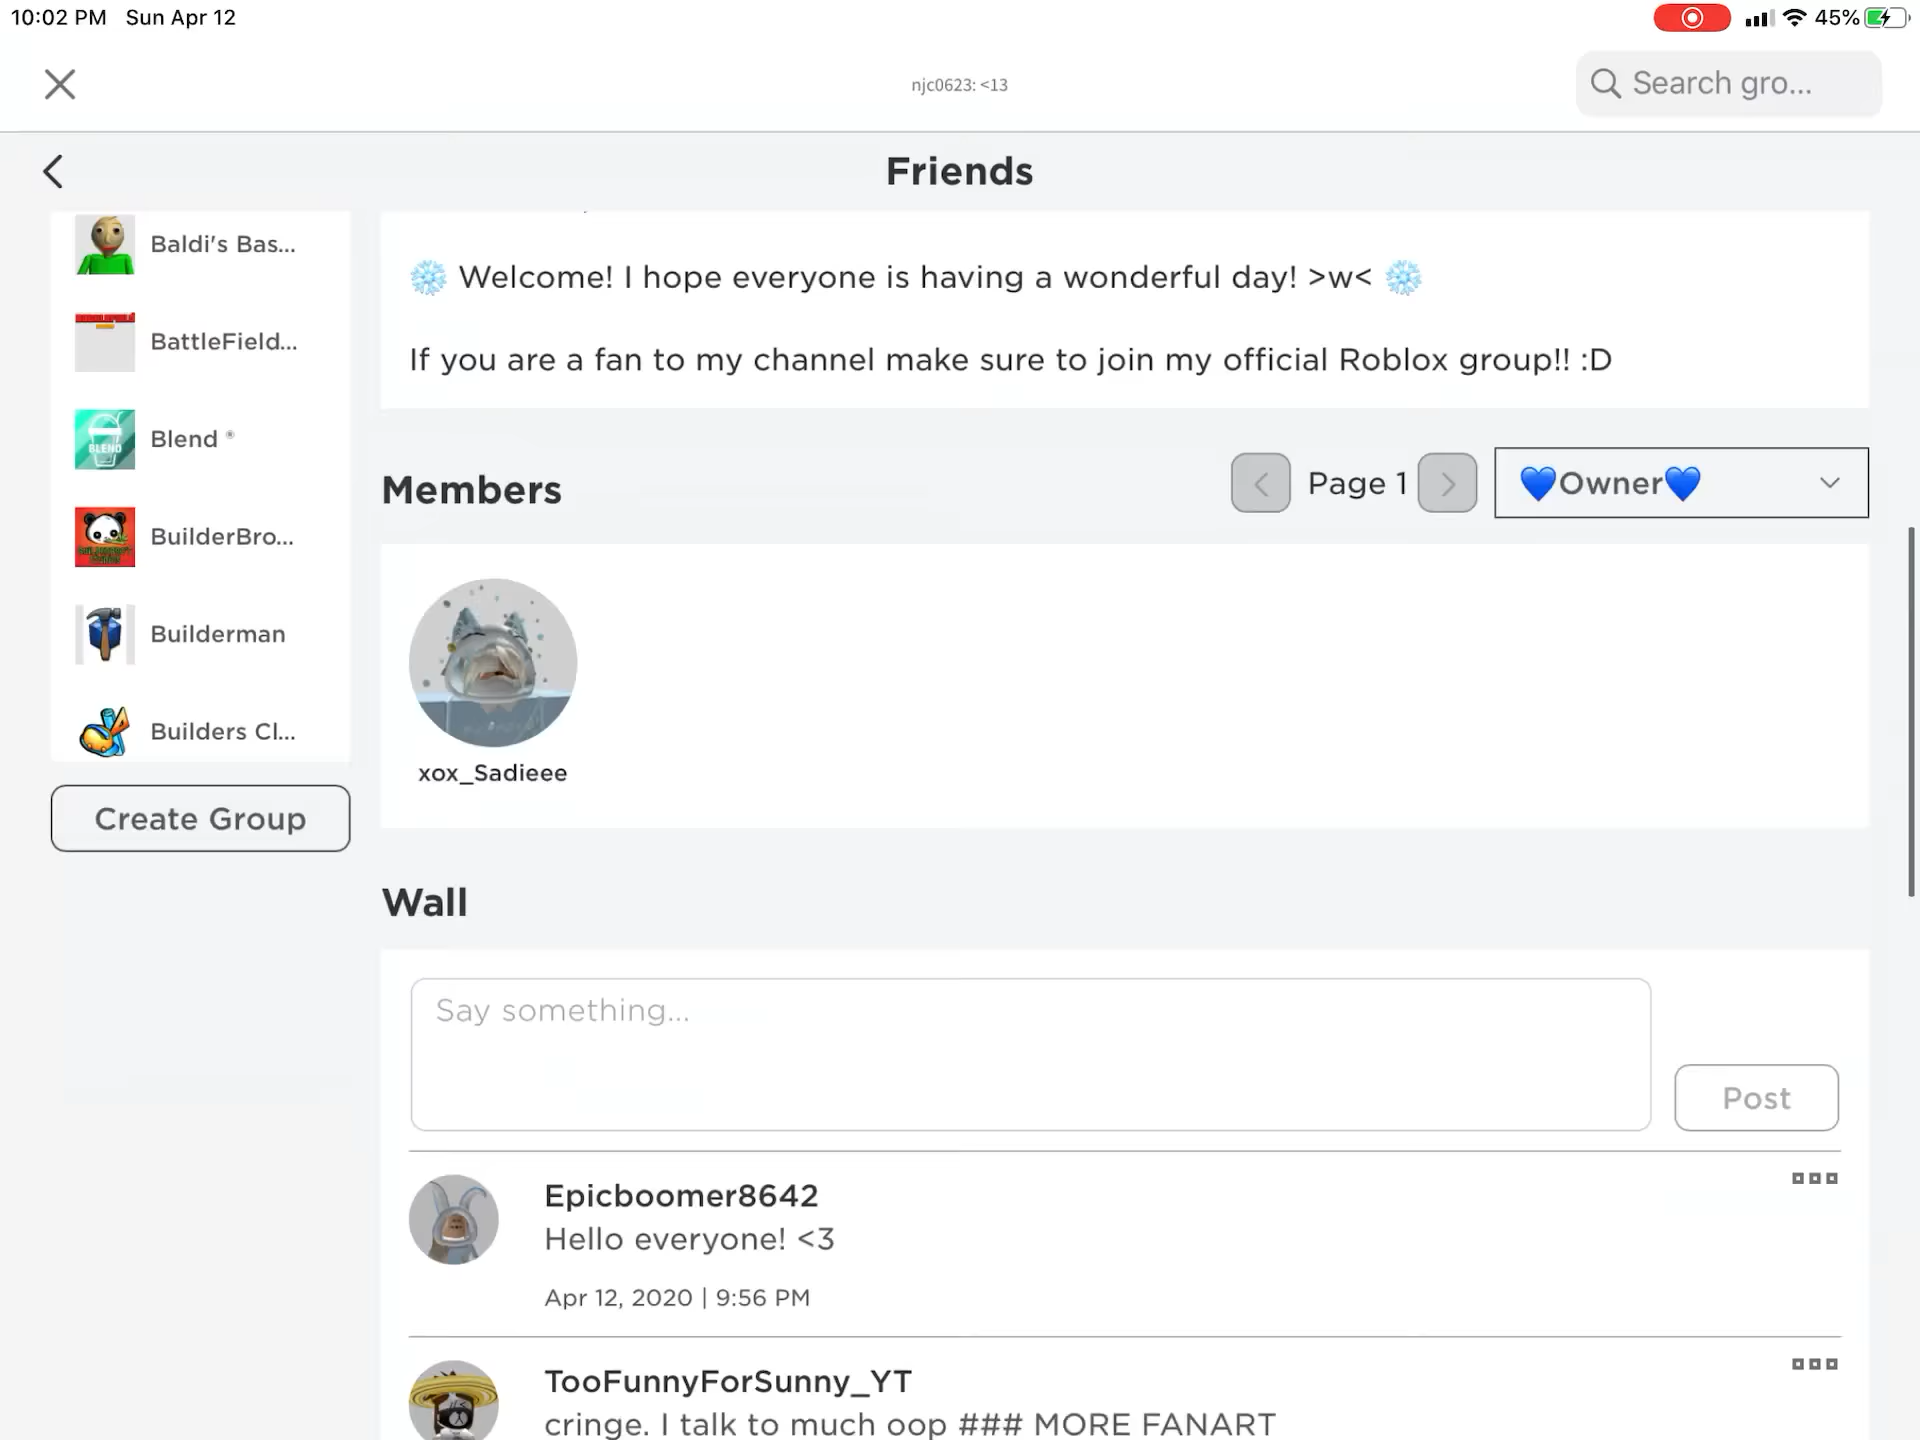 10:02 PM Sun Apr 12
45%
njc0623: <13
Search gro...
Friends
Baldi's Bas...
BattleField...
Blend
BLEND
BuilderBro...
Builderman
Builders Cl...
Create Group
❄️ Welcome! I hope everyone is having a wonderful day! >w< ❄️
If you are a fan to my channel make sure to join my official Roblox group!! :D
Members
Page 1
💙Owner💙
xox_Sadieee
Wall
Say something...
Post
Epicboomer8642
Hello everyone! <3
Apr 12, 2020 | 9:56 PM
TooFunnyForSunny_YT
cringe. I talk to much oop ### MORE FANART